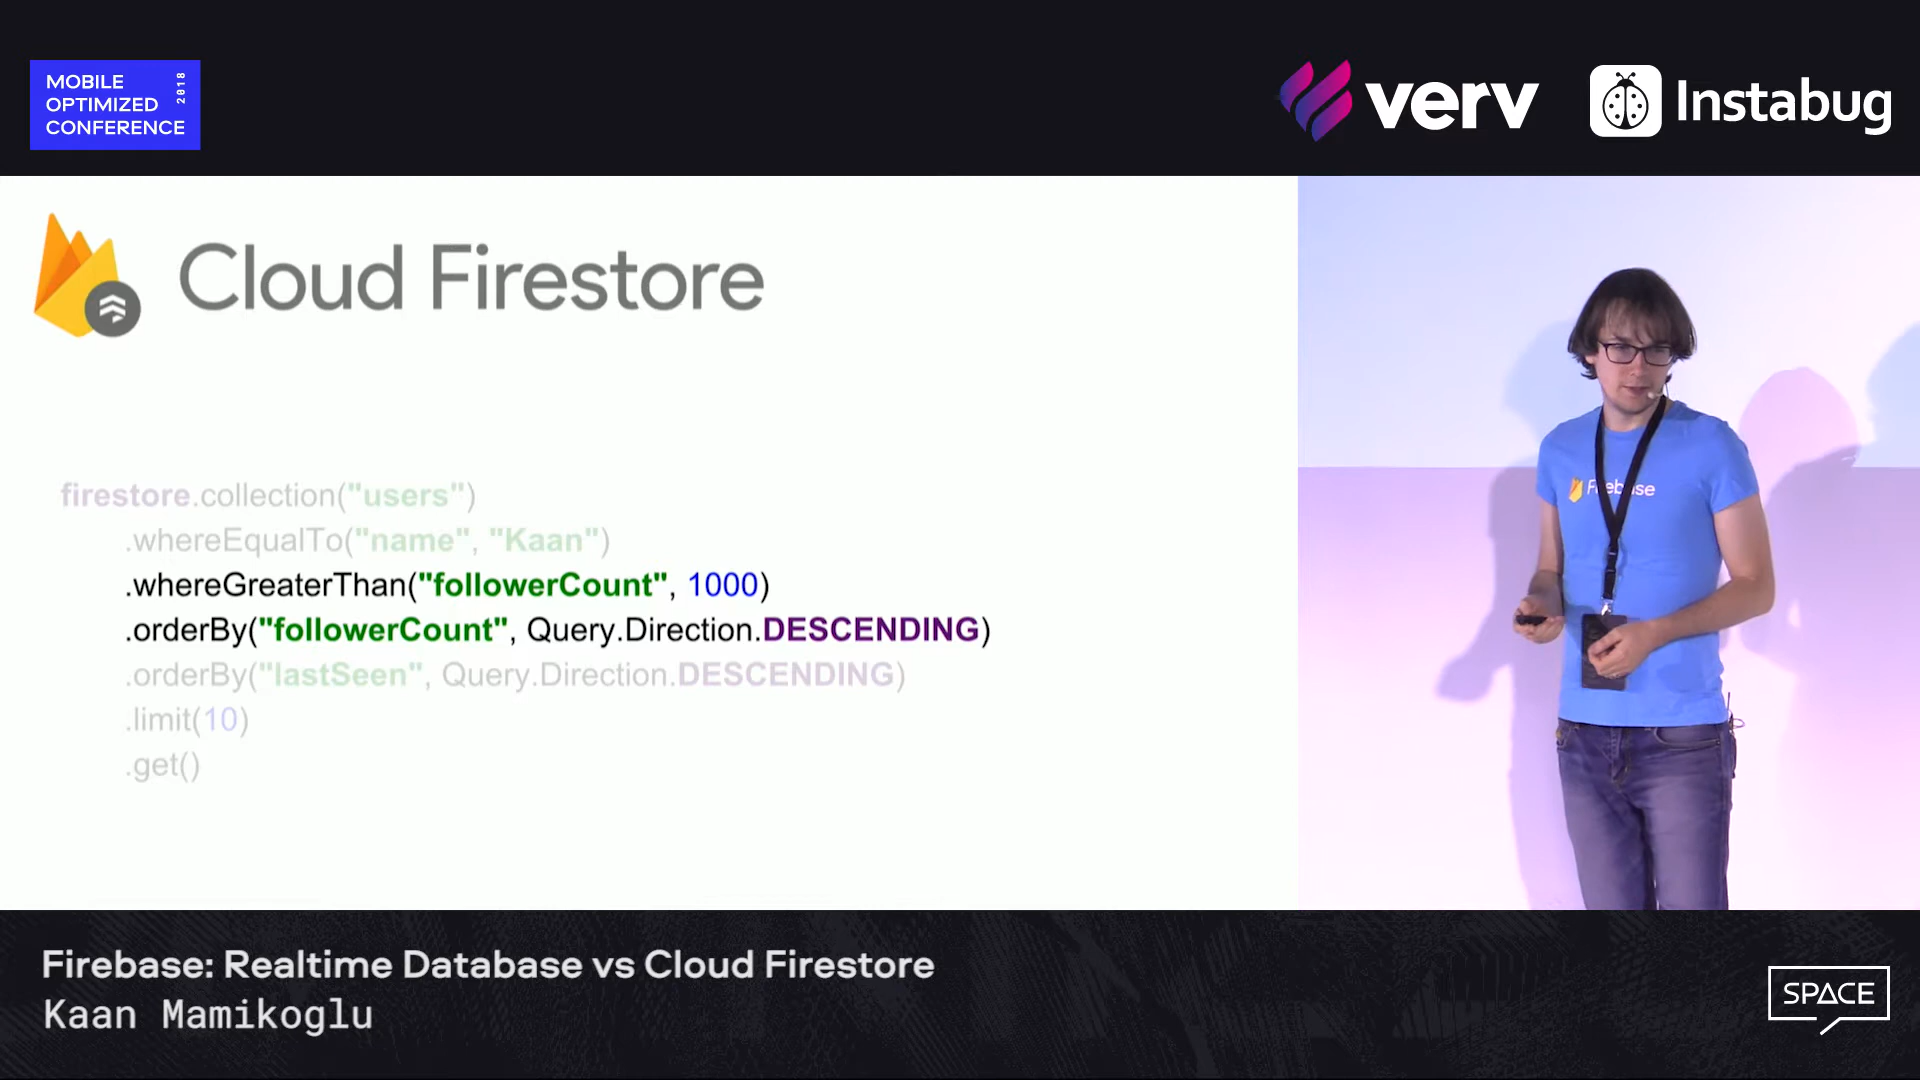 MOBILE
OPTIMIZED
CONFERENCE
2018
verv
Instabug
Cloud Firestore
firestore.collection("users")
.whereEqualTo("name", "Kaan")
.whereGreaterThan("followerCount", 1000)
.orderBy("followerCount", Query.Direction.DESCENDING)
.orderBy("lastSeen", Query.Direction.DESCENDING)
.limit(10)
.get()
Firebase
Firebase: Realtime Database vs Cloud Firestore
Kaan Mamikoglu
SPACE